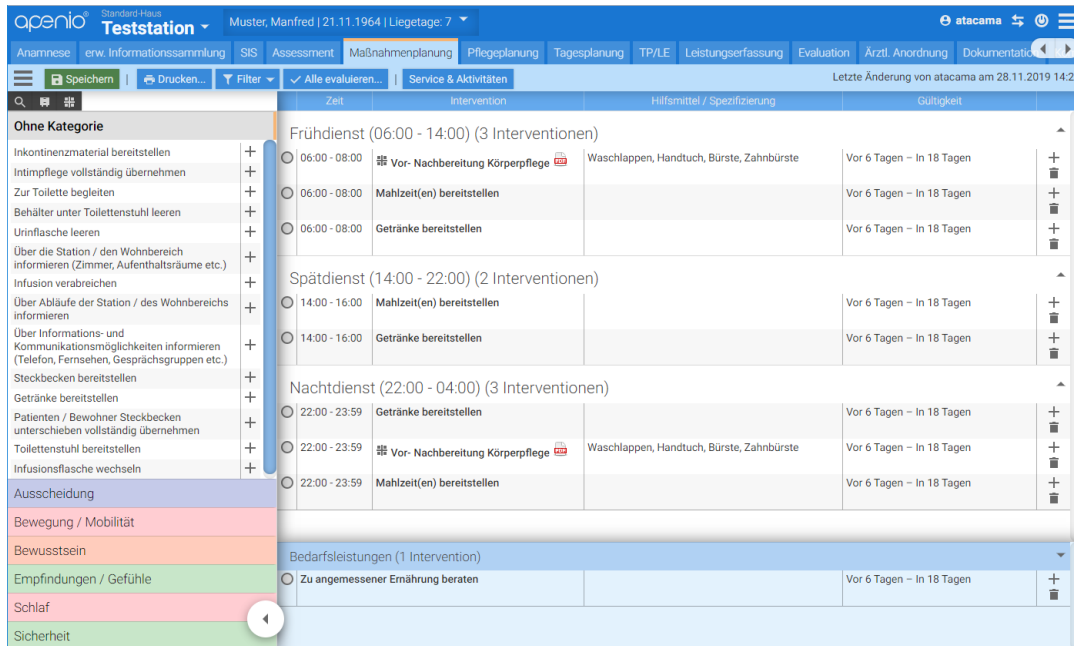 apenio
Standard-Haus
Teststation
Muster, Manfred | 21.11.1964 | Liegetage: 7
atacama
Anamnese
erw. Informationssammlung
SIS
Assessment
Maßnahmenplanung
Pflegeplanung
Tagesplanung
TP/LE
Leistungserfassung
Evaluation
Ärztl. Anordnung
Dokumentation
Speichern
|
Drucken...
Filter
Alle evaluieren...
|
Service & Aktivitäten
Letzte Änderung von atacama am 28.11.2019 14:2
Zeit
Intervention
Hilfsmittel / Spezifizierung
Gültigkeit
Ohne Kategorie
Inkontinenzmaterial bereitstellen
Intimpflege vollständig übernehmen
Zur Toilette begleiten
Behälter unter Toilettenstuhl leeren
Urinflasche leeren
Über die Station / den Wohnbereich
informieren (Zimmer, Aufenthaltsräume etc.)
Infusion verabreichen
Über Abläufe der Station / des Wohnbereichs
informieren
Über Informations- und
Kommunikationsmöglichkeiten informieren
(Telefon, Fernsehen, Gesprächsgruppen etc.)
Steckbecken bereitstellen
Getränke bereitstellen
Patienten / Bewohner Steckbecken
unterschieben vollständig übernehmen
Toilettenstuhl bereitstellen
Infusionsflasche wechseln
Ausscheidung
Bewegung / Mobilität
Bewusstsein
Empfindungen / Gefühle
Schlaf
Sicherheit
Frühdienst (06:00 - 14:00) (3 Interventionen)
06:00 - 08:00 Vor- Nachbereitung Körperpflege PDF Waschlappen, Handtuch, Bürste, Zahnbürste Vor 6 Tagen – In 18 Tagen
06:00 - 08:00 Mahlzeit(en) bereitstellen Vor 6 Tagen – In 18 Tagen
06:00 - 08:00 Getränke bereitstellen Vor 6 Tagen – In 18 Tagen
Spätdienst (14:00 - 22:00) (2 Interventionen)
14:00 - 16:00 Mahlzeit(en) bereitstellen Vor 6 Tagen – In 18 Tagen
14:00 - 16:00 Getränke bereitstellen Vor 6 Tagen – In 18 Tagen
Nachtdienst (22:00 - 04:00) (3 Interventionen)
22:00 - 23:59 Getränke bereitstellen Vor 6 Tagen – In 18 Tagen
22:00 - 23:59 Vor- Nachbereitung Körperpflege PDF Waschlappen, Handtuch, Bürste, Zahnbürste Vor 6 Tagen – In 18 Tagen
22:00 - 23:59 Mahlzeit(en) bereitstellen Vor 6 Tagen – In 18 Tagen
Bedarfsleistungen (1 Intervention)
Zu angemessener Ernährung beraten Vor 6 Tagen – In 18 Tagen